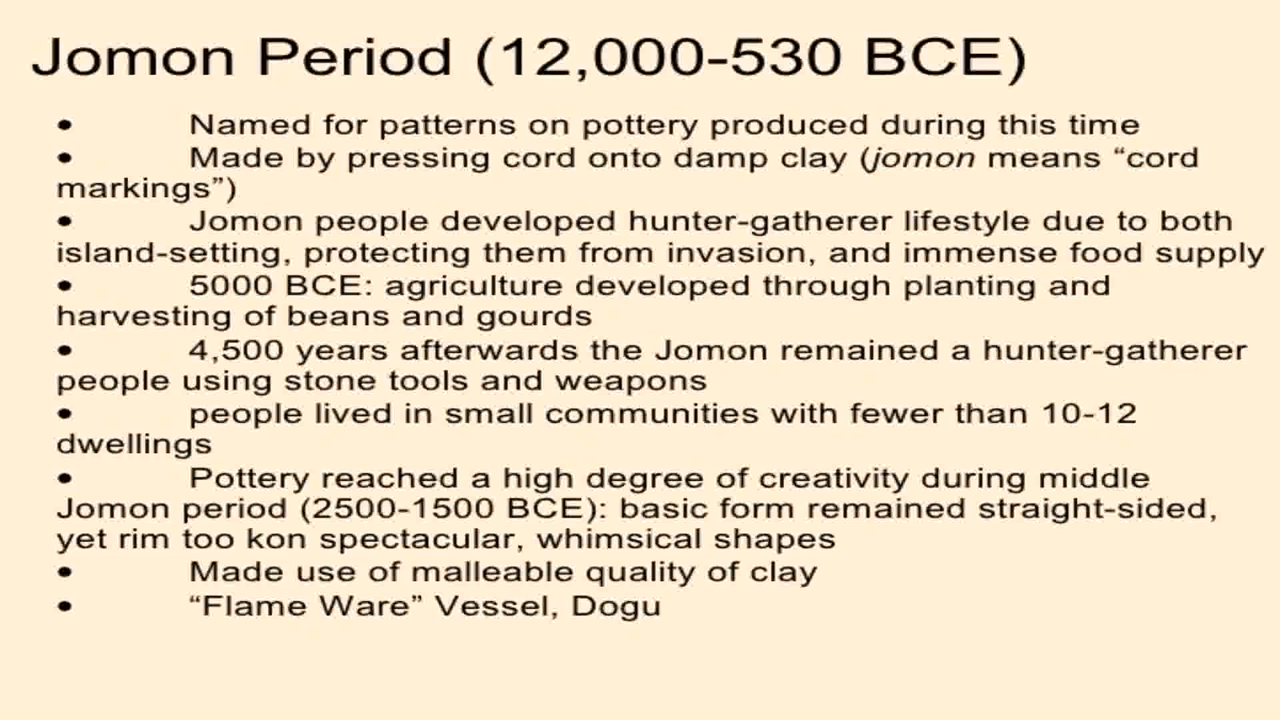 Jomon Period (12,000-530 BCE)
• Named for patterns on pottery produced during this time
• Made by pressing cord onto damp clay (jomon means “cord
markings”)
• Jomon people developed hunter-gatherer lifestyle due to both
island-setting, protecting them from invasion, and immense food supply
• 5000 BCE: agriculture developed through planting and
harvesting of beans and gourds
• 4,500 years afterwards the Jomon remained a hunter-gatherer
people using stone tools and weapons
• people lived in small communities with fewer than 10-12
dwellings
• Pottery reached a high degree of creativity during middle
Jomon period (2500-1500 BCE): basic form remained straight-sided,
yet rim too kon spectacular, whimsical shapes
• Made use of malleable quality of clay
• “Flame Ware” Vessel, Dogu